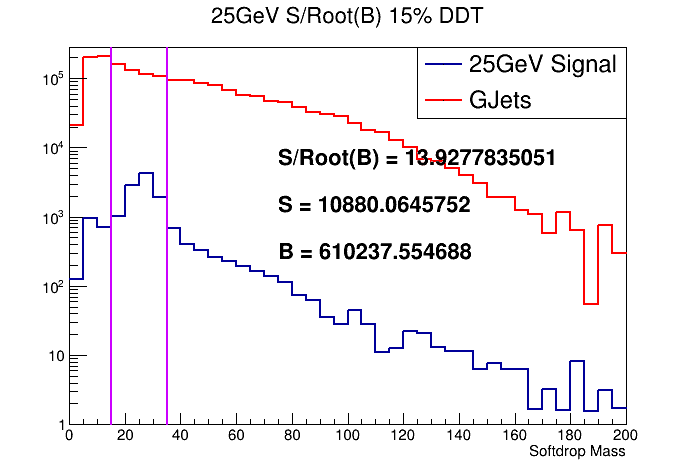 25GeV S/Root(B) 15% DDT
25GeV Signal
GJets
S/Root(B) = 13.9277835051
S = 10880.0645752
B = 610237.554688
10^5
10^4
10^3
10^2
10
1
0 20 40 60 80 100 120 140 160 180 200
Softdrop Mass